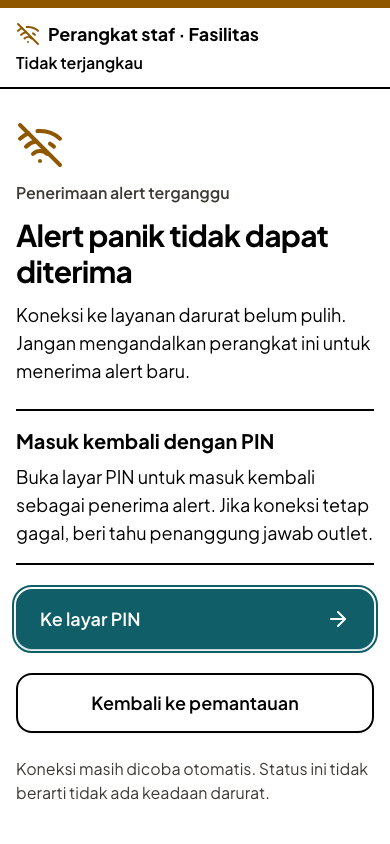 Perangkat staf · Fasilitas
Tidak terjangkau
Penerimaan alert terganggu
Alert panik tidak dapat
diterima
Koneksi ke layanan darurat belum pulih.
Jangan mengandalkan perangkat ini untuk
menerima alert baru.
Masuk kembali dengan PIN
Buka layar PIN untuk masuk kembali
sebagai penerima alert. Jika koneksi tetap
gagal, beri tahu penanggung jawab outlet.
Ke layar PIN
Kembali ke pemantauan
Koneksi masih dicoba otomatis. Status ini tidak
berarti tidak ada keadaan darurat.